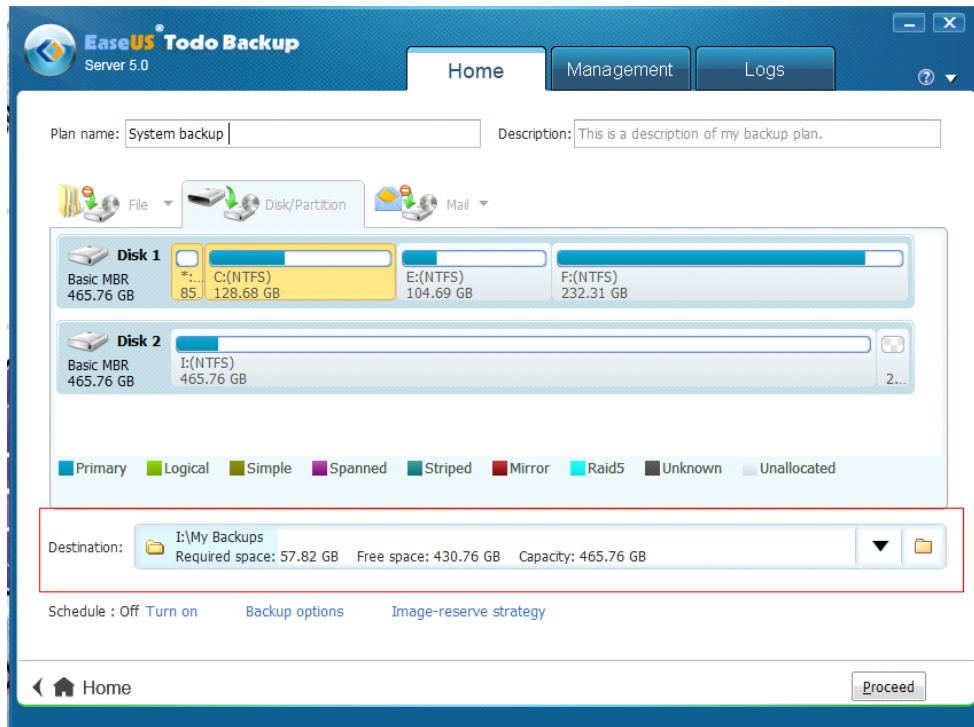 EaseUS® Todo Backup
Server 5.0
Home Management Logs
Plan name: System backup Description: This is a description of my backup plan.
File Disk/Partition Mail
Disk 1
Basic MBR
465.76 GB
*:... C:(NTFS) E:(NTFS) F:(NTFS)
85. 128.68 GB 104.69 GB 232.31 GB
Disk 2
Basic MBR
465.76 GB
I:(NTFS)
465.76 GB 2...
Primary Logical Simple Spanned Striped Mirror Raid5 Unknown Unallocated
Destination: I:\My Backups
Required space: 57.82 GB Free space: 430.76 GB Capacity: 465.76 GB
Schedule : Off Turn on Backup options Image-reserve strategy
Home Proceed